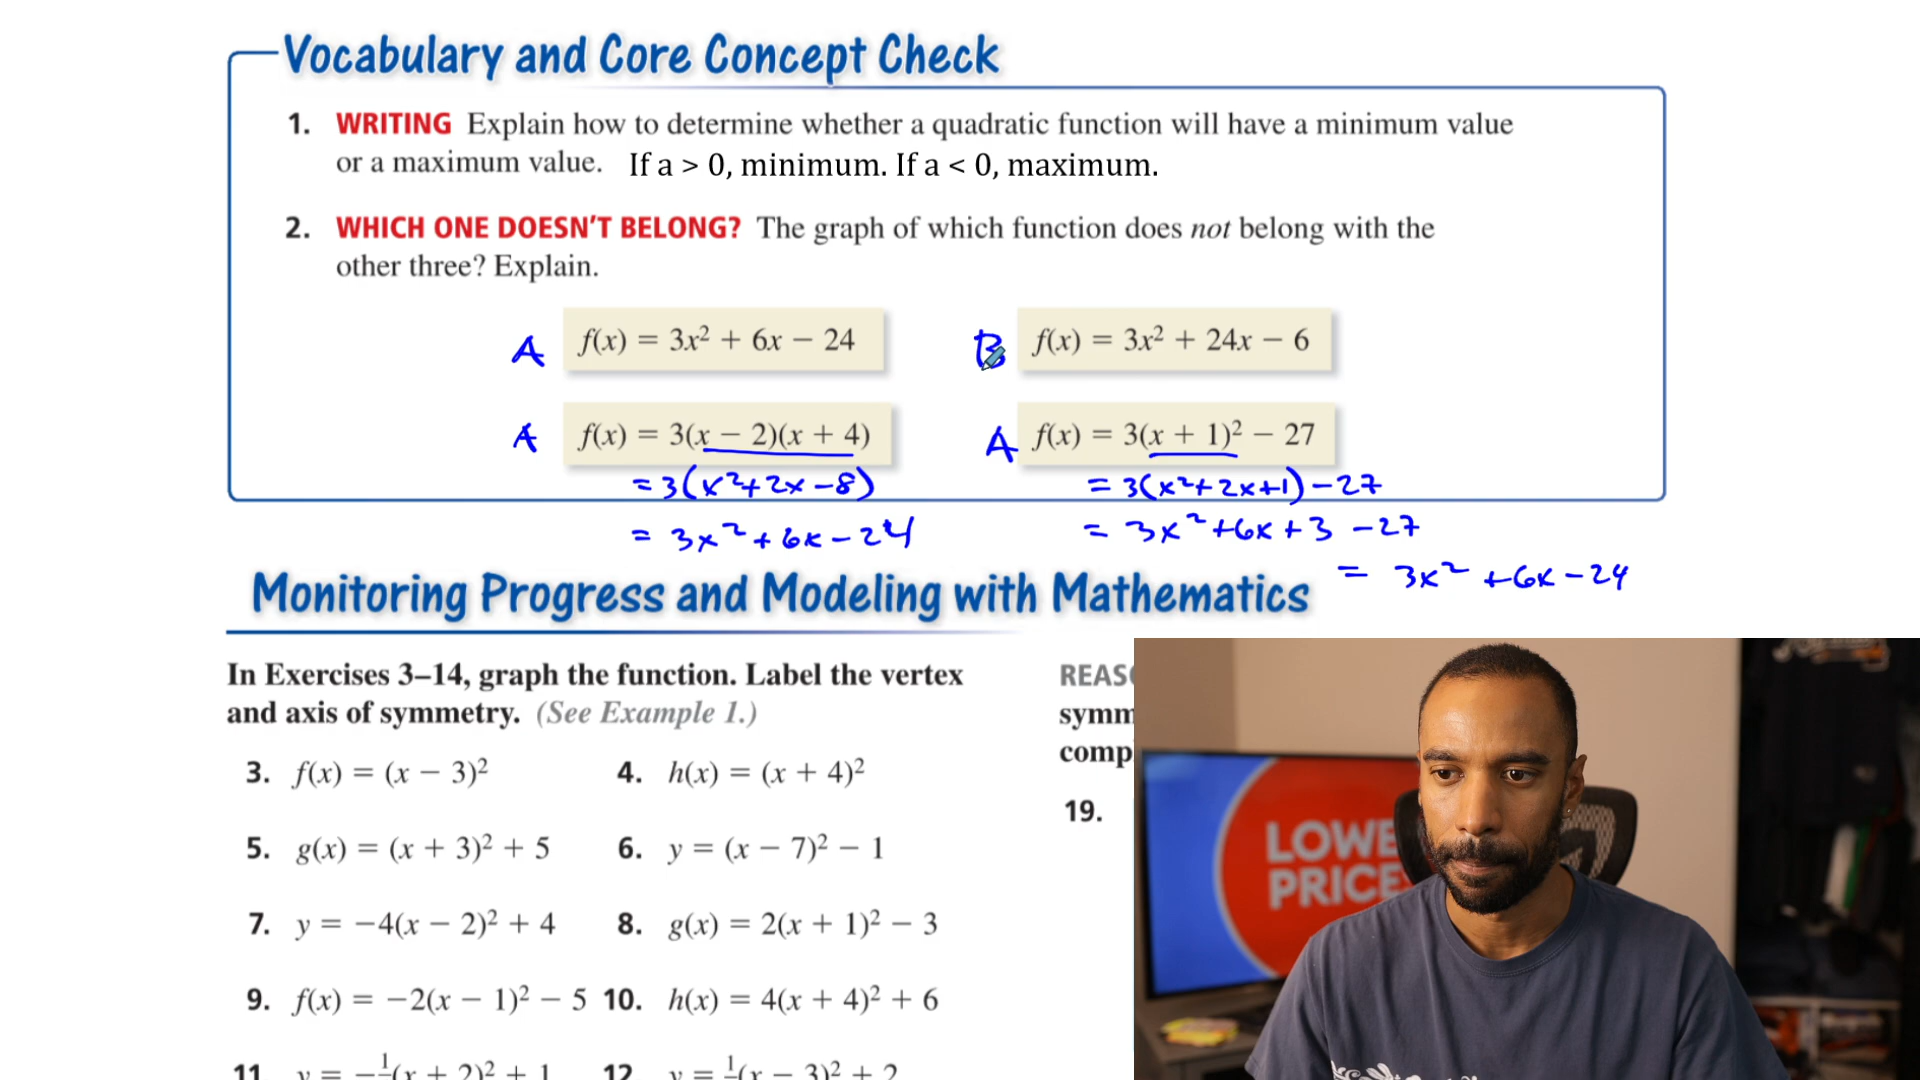 Vocabulary and Core Concept Check
1. WRITING Explain how to determine whether a quadratic function will have a minimum value
or a maximum value. If a > 0, minimum. If a < 0, maximum.
2. WHICH ONE DOESN'T BELONG? The graph of which function does not belong with the
other three? Explain.
A f(x) = 3x² + 6x − 24
B f(x) = 3x² + 24x − 6
A f(x) = 3(x − 2)(x + 4)
= 3(x²+2x−8)
= 3x²+6x−24
A f(x) = 3(x + 1)² − 27
= 3(x²+2x+1)−27
= 3x²+6x+3−27
= 3x²+6x−24
Monitoring Progress and Modeling with Mathematics
In Exercises 3–14, graph the function. Label the vertex
and axis of symmetry. (See Example 1.)
3. f(x) = (x − 3)² 4. h(x) = (x + 4)²
5. g(x) = (x + 3)² + 5 6. y = (x − 7)² − 1
7. y = −4(x − 2)² + 4 8. g(x) = 2(x + 1)² − 3
9. f(x) = −2(x − 1)² − 5 10. h(x) = 4(x + 4)² + 6
11. 12.
symm
comp
19.
LOWE
PRICE